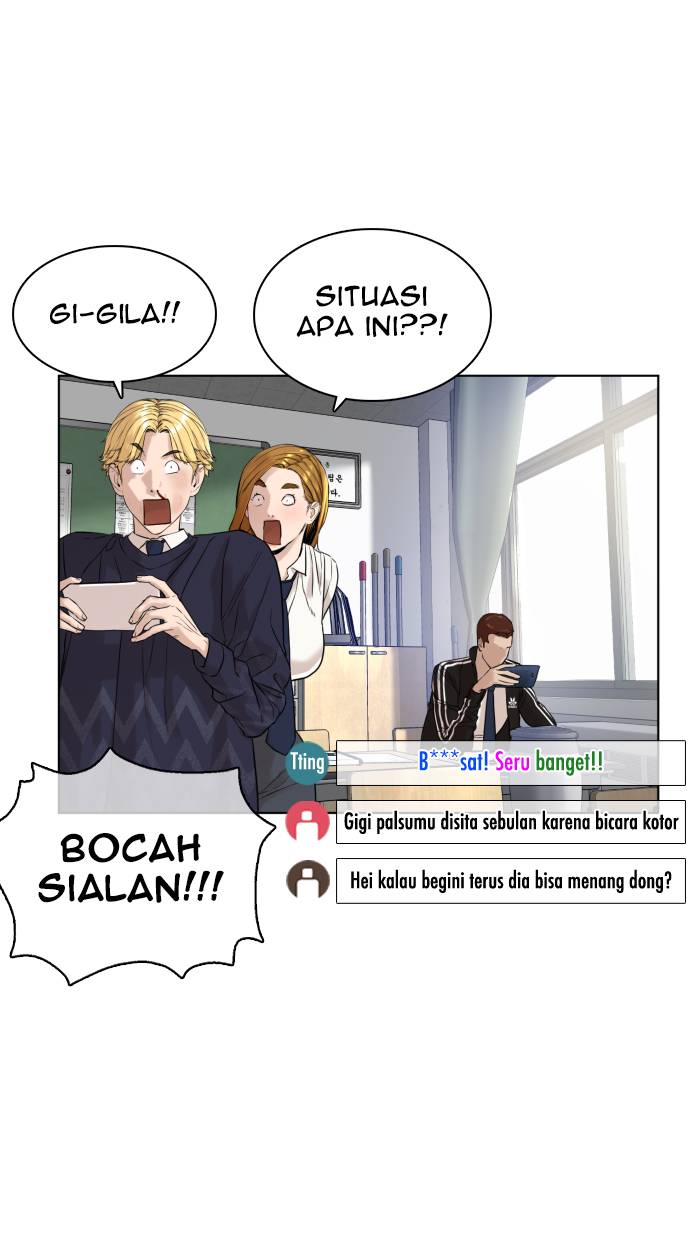 GI-GILA!!
SITUASI
APA INI??!
BOCAH
SIALAN!!!
Tting
B***sat! Seru banget!!
Gigi palsumu disita sebulan karena bicara kotor
Hei kalau begini terus dia bisa menang dong?